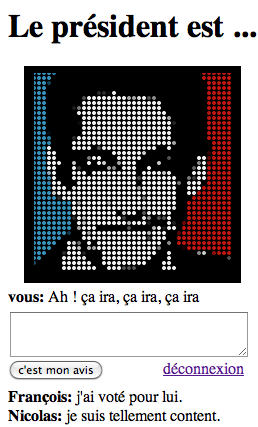 Le président est ...
vous: Ah ! ça ira, ça ira, ça ira
c'est mon avis déconnexion
François: j'ai voté pour lui.
Nicolas: je suis tellement content.